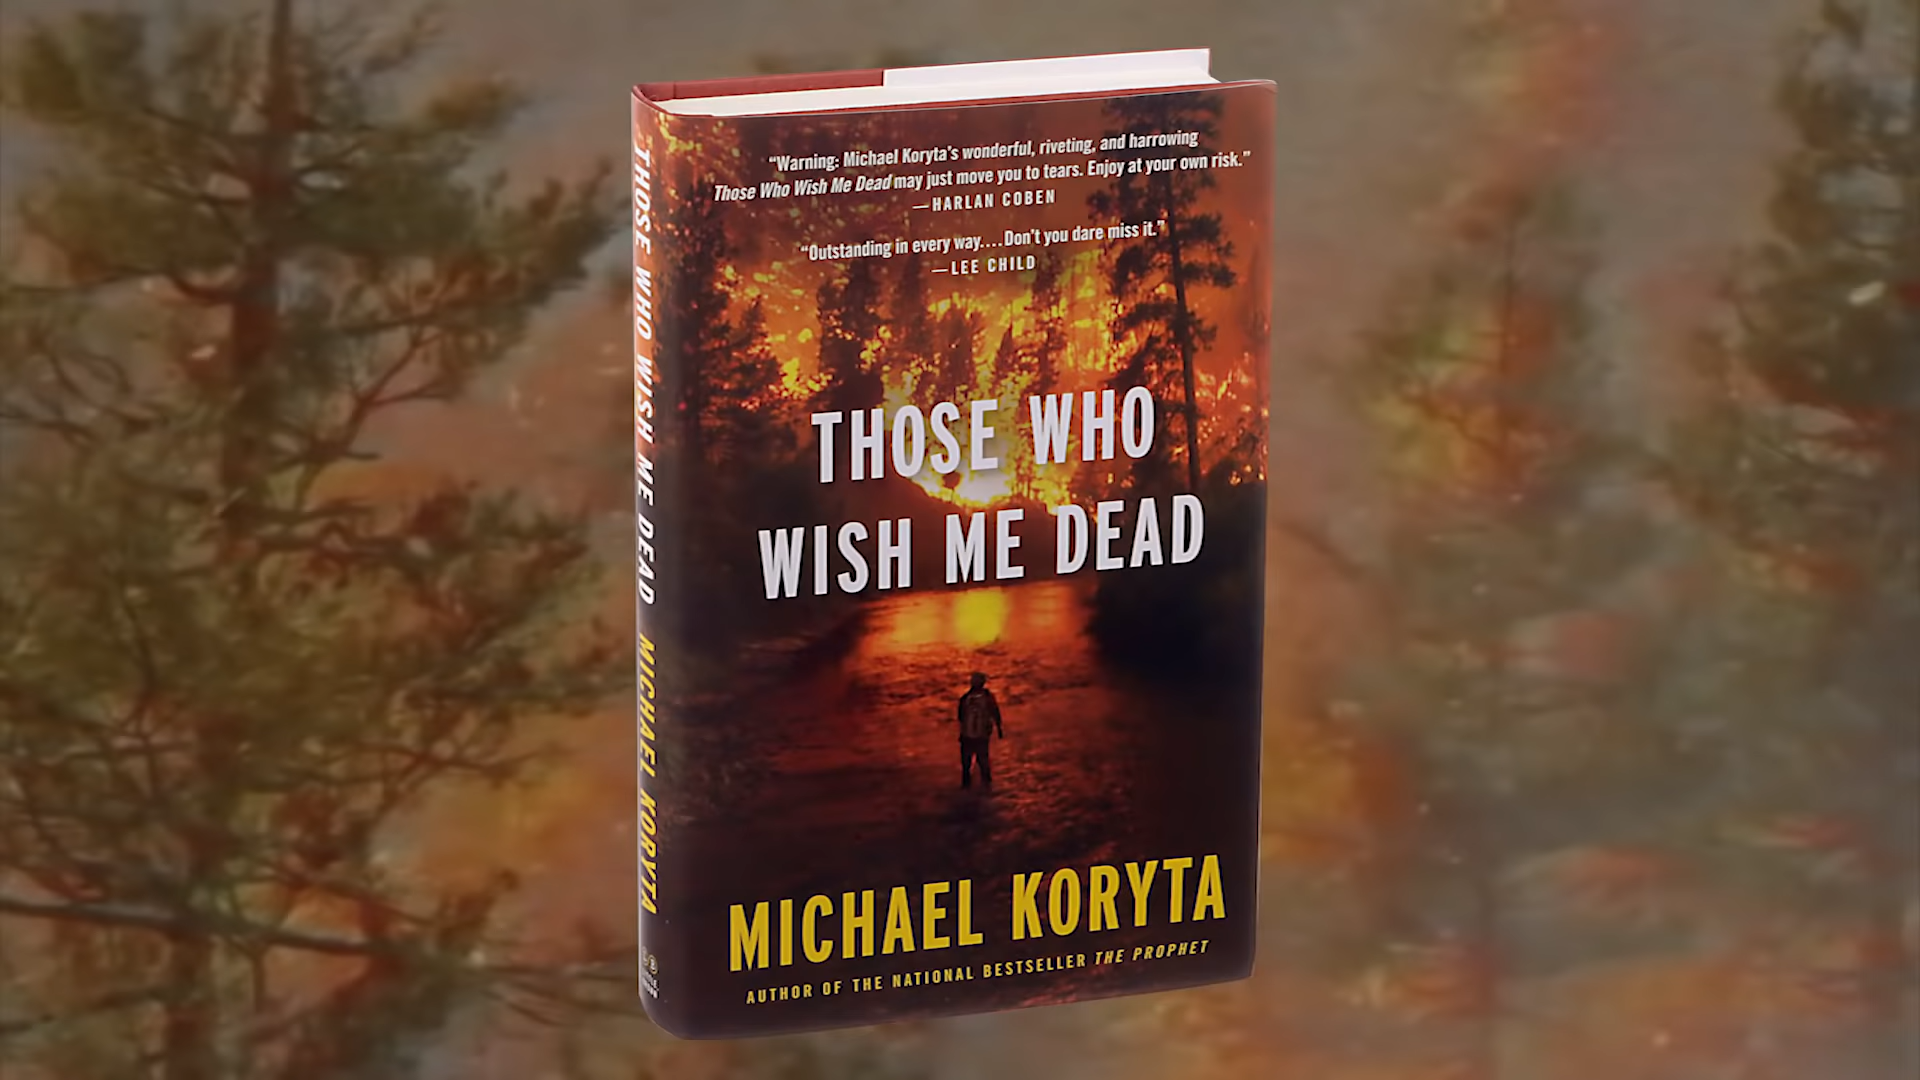 “Warning: Michael Koryta’s wonderful, riveting, and harrowing
Those Who Wish Me Dead may just move you to tears. Enjoy at your own risk.”
—HARLAN COBEN
“Outstanding in every way....Don’t you dare miss it.”
—LEE CHILD
THOSE WHO
WISH ME DEAD
MICHAEL KORYTA
AUTHOR OF THE NATIONAL BESTSELLER THE PROPHET
THOSE WHO WISH ME DEAD MICHAEL KORYTA